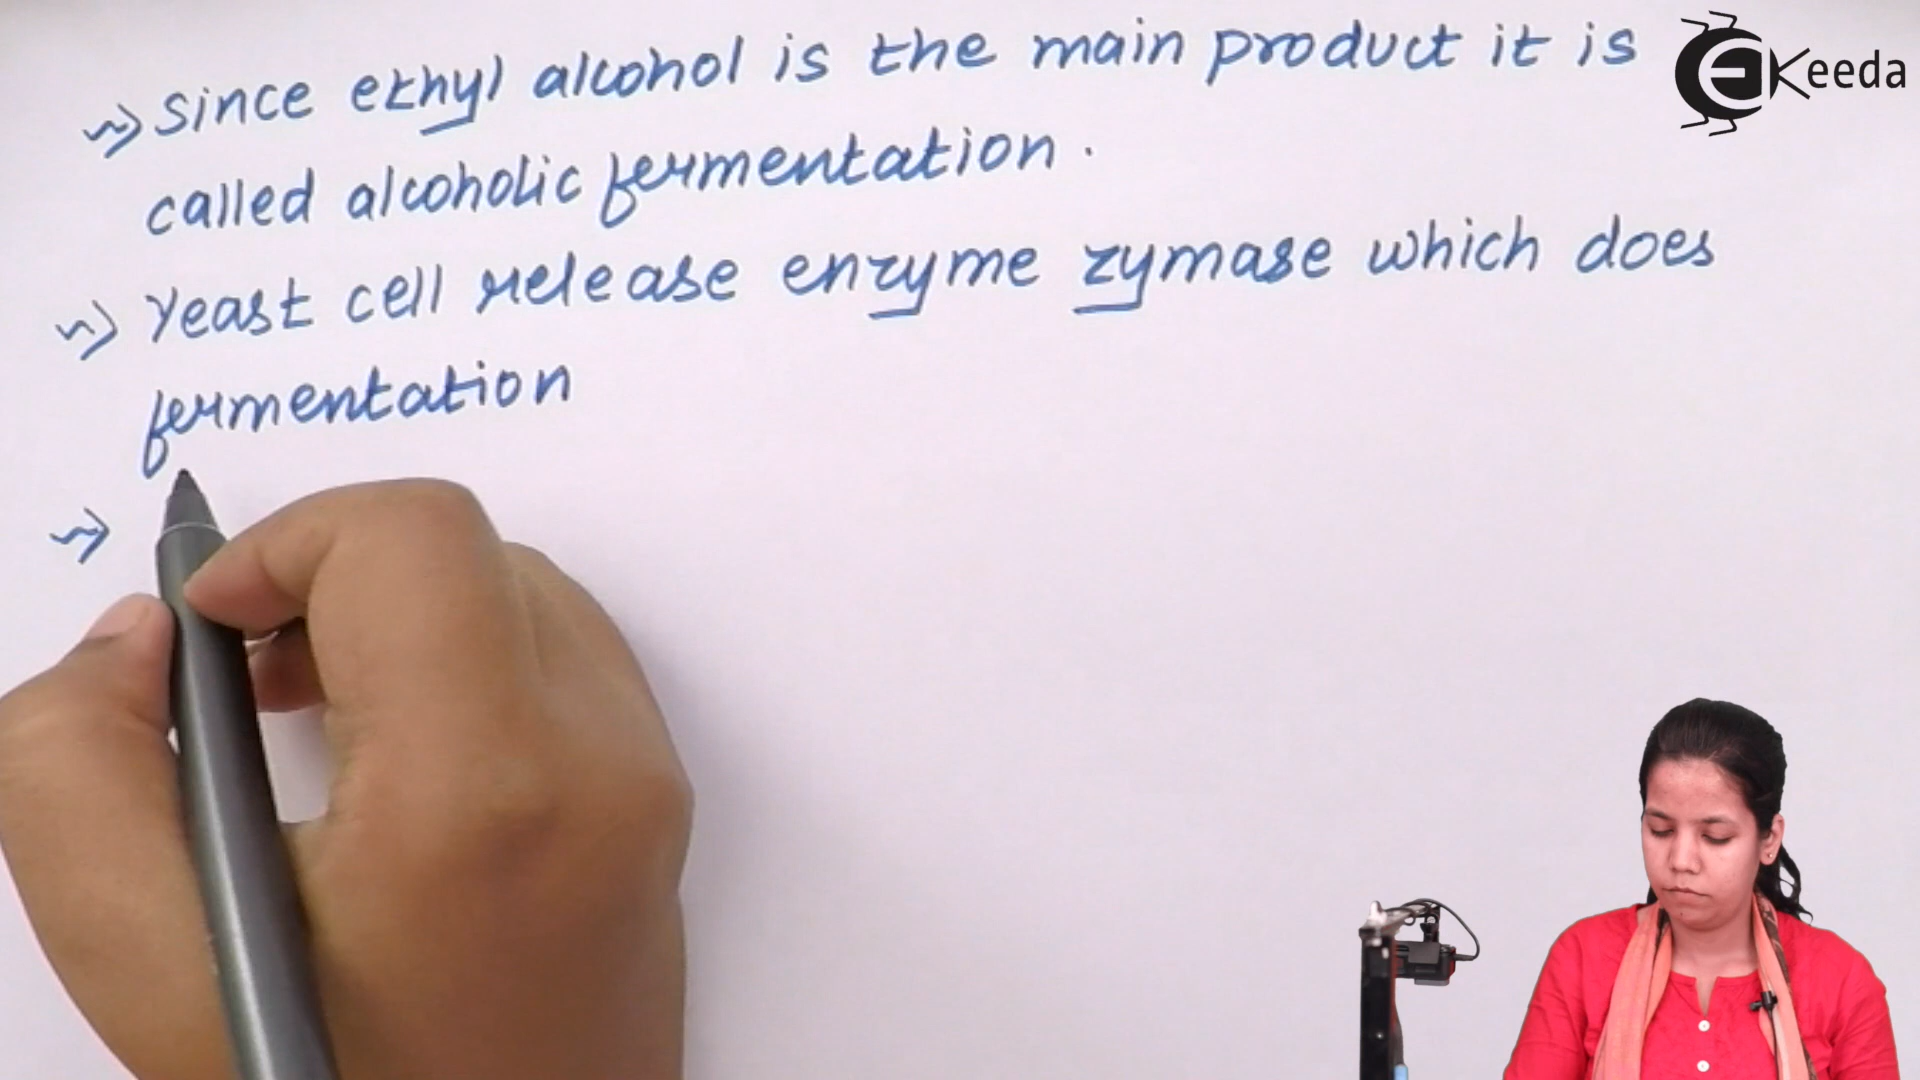 ⇝ Since ethyl alcohol is the main product it is
called alcoholic fermentation.
⇝ Yeast cell release enzyme zymase which does
fermentation
⇝
EKeeda